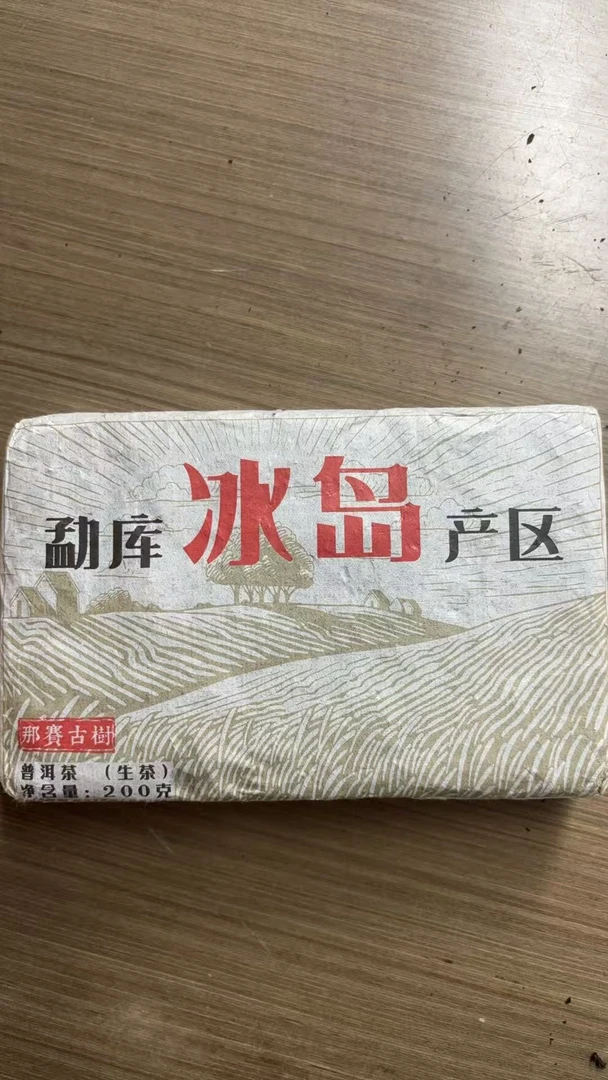 勐库冰岛产区
那賽古樹
普洱茶 （生茶）
净含量：200克